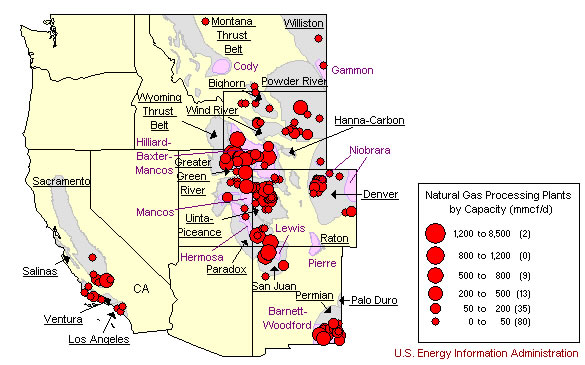 Montana
Thrust
Belt
Williston
Cody
Gammon
Bighorn
Powder River
Wyoming
Thrust
Belt
Wind River
Hanna-Carbon
Hilliard-
Baxter-
Mancos
Niobrara
Greater
Green
River
Sacramento
Denver
Mancos
Uinta-
Piceance
Lewis
Raton
Hermosa
Paradox
Pierre
San Juan
Salinas
CA
Permian
Palo Duro
Ventura
Barnett-
Woodford
Los Angeles
Natural Gas Processing Plants
by Capacity (mmcf/d)
1,200 to 8,500 (2)
800 to 1,200 (0)
500 to 800 (9)
200 to 500 (13)
50 to 200 (35)
0 to 50 (80)
U.S. Energy Information Administration